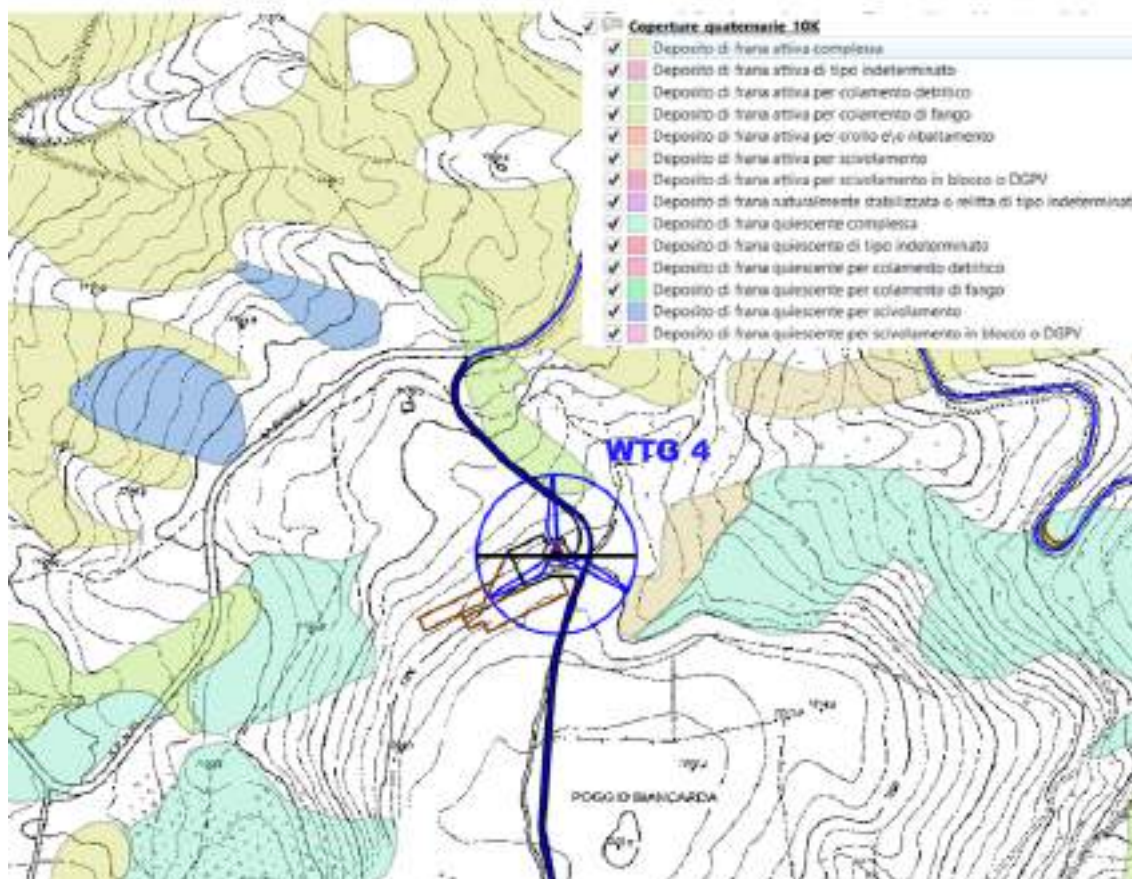 Coperture quaternarie 10K
Deposito di frana attiva complessa
Deposito di frana attiva di tipo indeterminato
Deposito di frana attiva per colamento detritico
Deposito di frana attiva per colamento di fango
Deposito di frana attiva per crollo e\o ribaltamento
Deposito di frana attiva per scivolamento
Deposito di frana attiva per scivolamento in blocco o DGPV
Deposito di frana naturalmente stabilizzata o relitta di tipo indeterminat
Deposito di frana quiescente complessa
Deposito di frana quiescente di tipo indeterminato
Deposito di frana quiescente per colamento detritico
Deposito di frana quiescente per colamento di fango
Deposito di frana quiescente per scivolamento
Deposito di frana quiescente per scivolamento in blocco o DGPV
WTG 4
POGGIO BIANCARDA